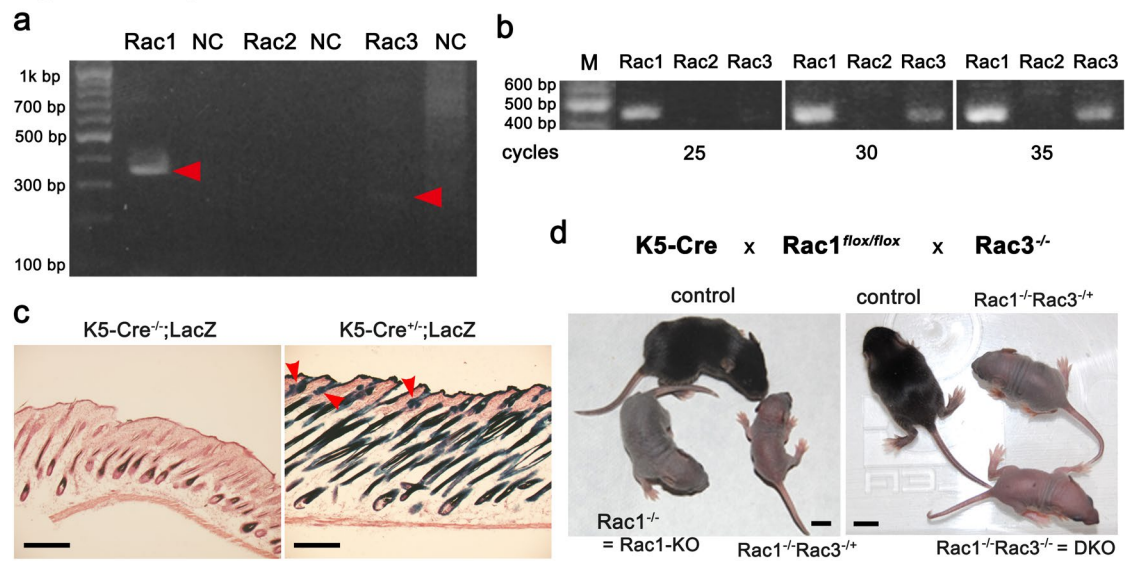 a
Rac1 NC Rac2 NC Rac3 NC
1k bp
700 bp
500 bp
300 bp
100 bp
b
M Rac1 Rac2 Rac3 Rac1 Rac2 Rac3 Rac1 Rac2 Rac3
600 bp
500 bp
400 bp
cycles 25 30 35
c
K5-Cre-/-;LacZ K5-Cre+/-;LacZ
d
K5-Cre x Rac1flox/flox x Rac3-/-
control
control Rac1-/-Rac3-/+
Rac1-/-
= Rac1-KO
Rac1-/-Rac3-/+
Rac1-/-Rac3-/- = DKO